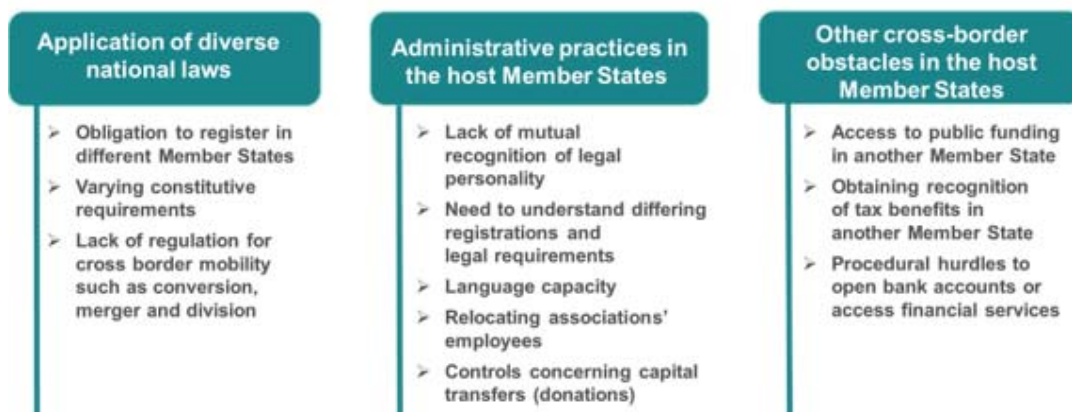 Application of diverse
national laws
➢ Obligation to register in
different Member States
➢ Varying constitutive
requirements
➢ Lack of regulation for
cross border mobility
such as conversion,
merger and division
Administrative practices in
the host Member States
➢ Lack of mutual
recognition of legal
personality
➢ Need to understand differing
registrations and
legal requirements
➢ Language capacity
➢ Relocating associations’
employees
➢ Controls concerning capital
transfers (donations)
Other cross-border
obstacles in the host
Member States
➢ Access to public funding
in another Member State
➢ Obtaining recognition
of tax benefits in
another Member State
➢ Procedural hurdles to
open bank accounts or
access financial services